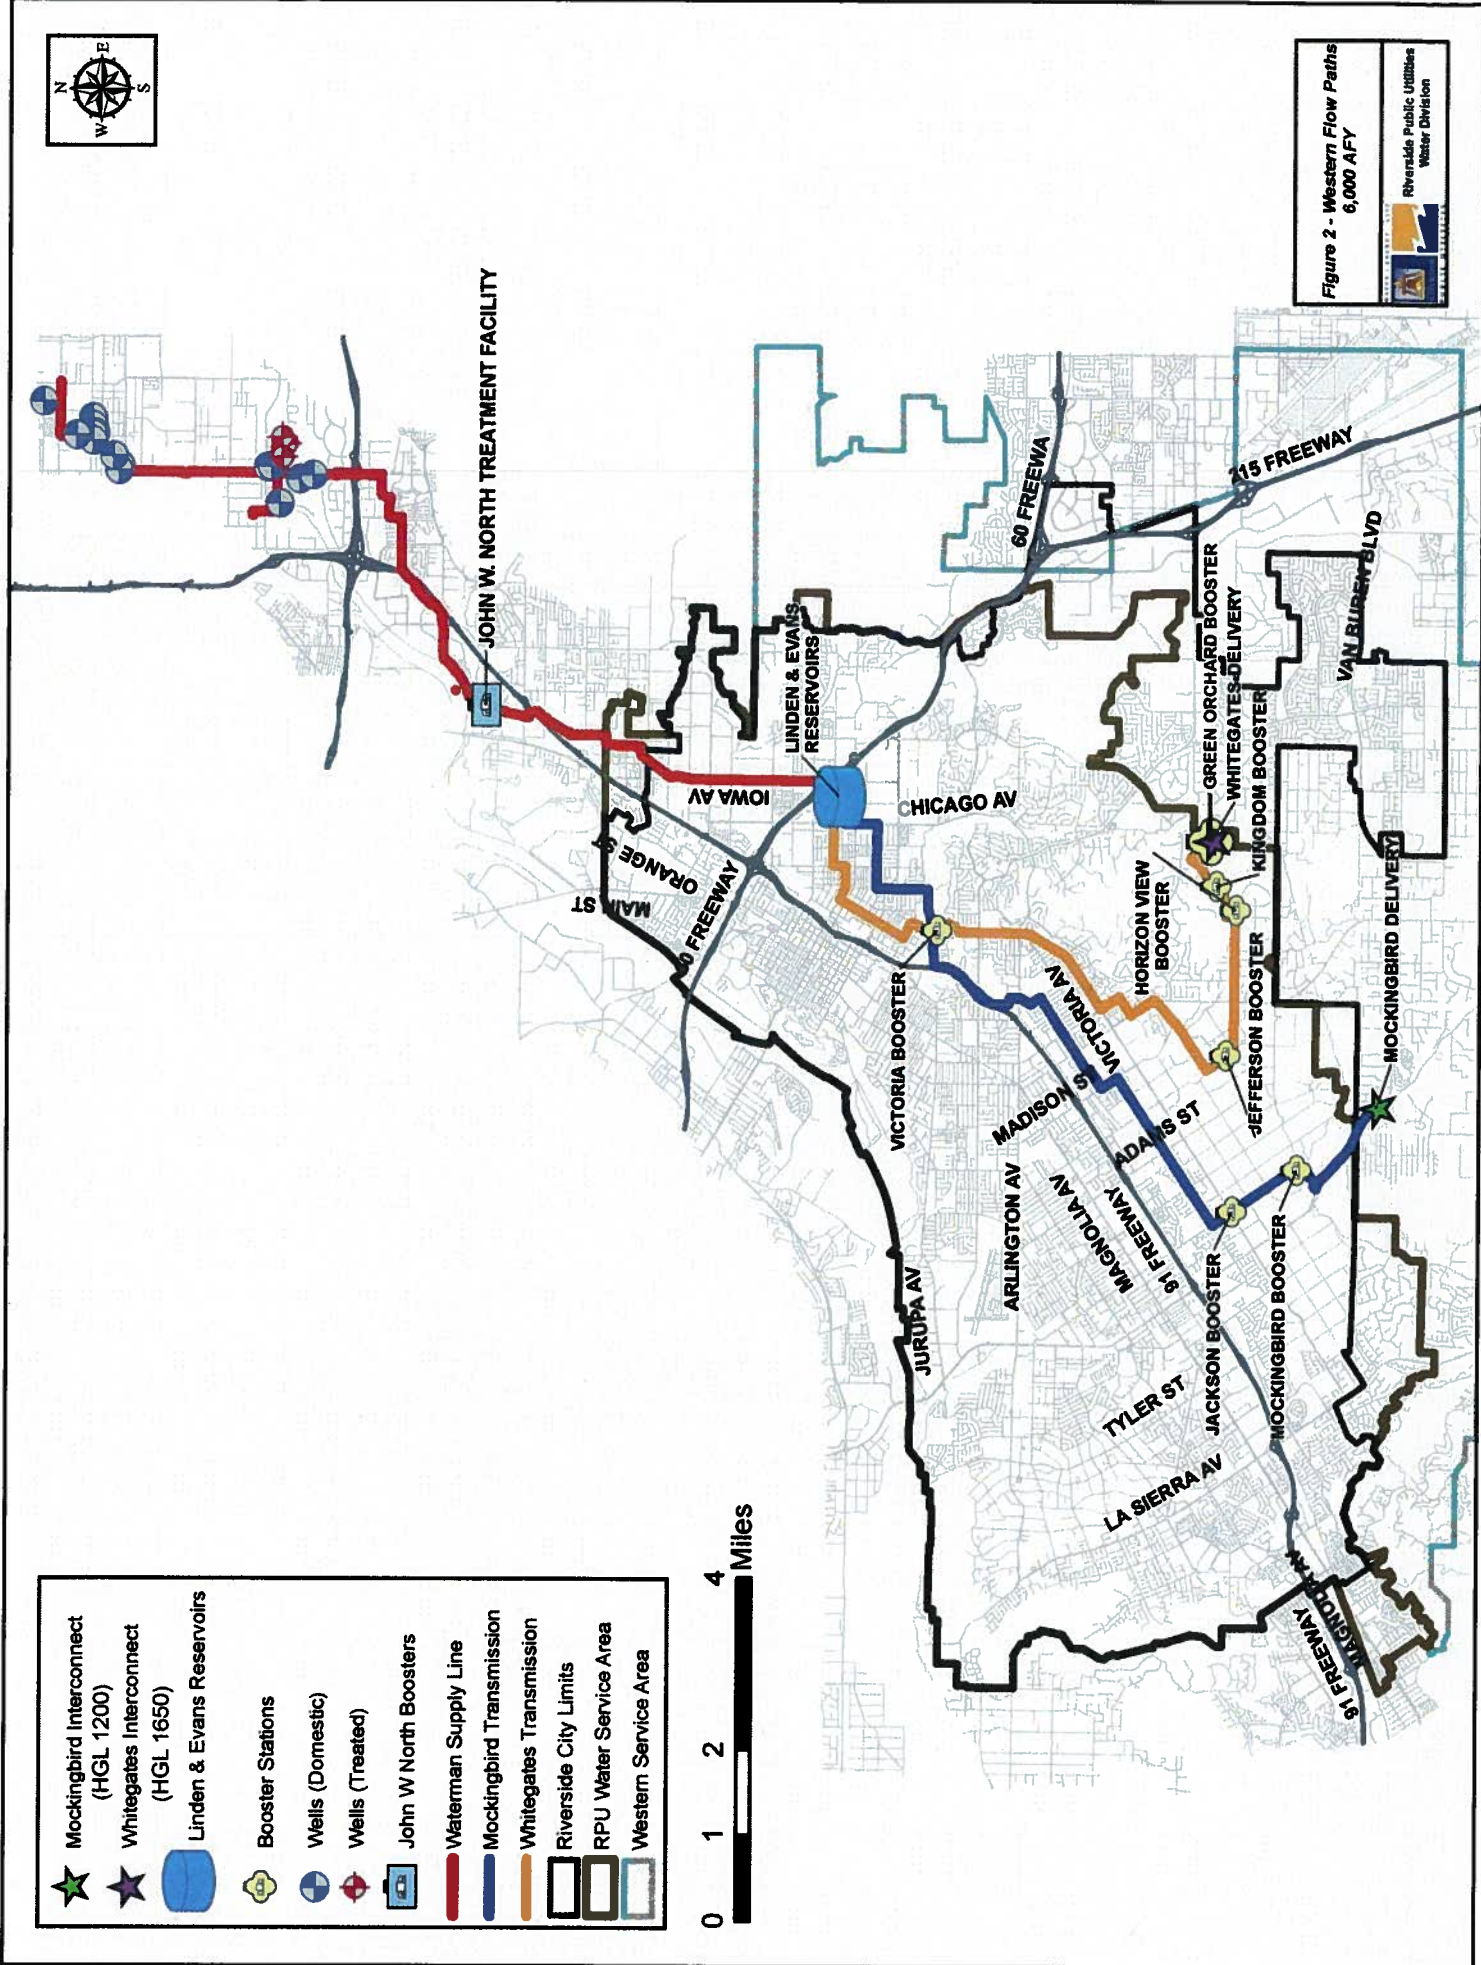 N
W
E
S
Figure 2 - Western Flow Paths
6,000 AFY
Riverside Public Utilities
Water Division
JOHN W. NORTH TREATMENT FACILITY
LINDEN & EVANS
RESERVOIRS
IOWA AV
ORANGE ST
MAIN ST
0 FREEWAY
CHICAGO AV
60 FREEWA
215 FREEWAY
VAN BUREN BLVD
GREEN ORCHARD BOOSTER
WHITEGATES DELIVERY
KINGDOM BOOSTER
HORIZON VIEW
BOOSTER
JEFFERSON BOOSTER
MOCKINGBIRD DELIVERY
VICTORIA BOOSTER
VICTORIA AV
MADISON ST
ADAMS ST
ARLINGTON AV
MAGNOLIA AV
91 FREEWAY
JURUPA AV
JACKSON BOOSTER
MOCKINGBIRD BOOSTER
TYLER ST
LA SIERRA AV
MAGNOLIA AV
91 FREEWAY
Mockingbird Interconnect
(HGL 1200)
Whitegates Interconnect
(HGL 1650)
Linden & Evans Reservoirs
Booster Stations
Wells (Domestic)
Wells (Treated)
John W North Boosters
Waterman Supply Line
Mockingbird Transmission
Whitegates Transmission
Riverside City Limits
RPU Water Service Area
Western Service Area
0 1 2 4
Miles